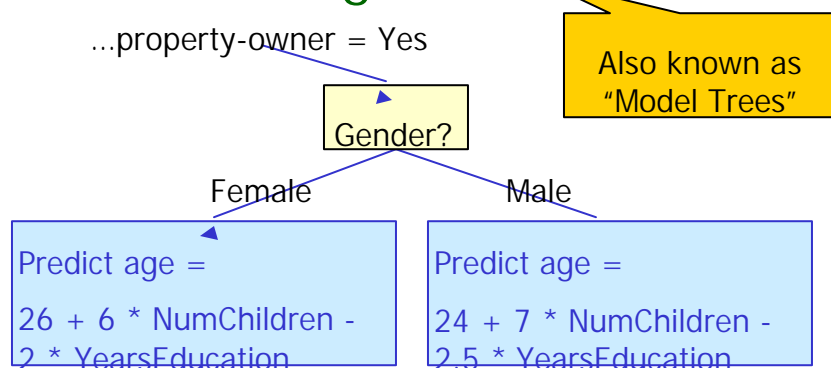 ...property-owner = Yes
Also known as
"Model Trees"
Gender?
Female
Male
Predict age =
26 + 6 * NumChildren -
2 * YearsEducation
Predict age =
24 + 7 * NumChildren -
2.5 * YearsEducation